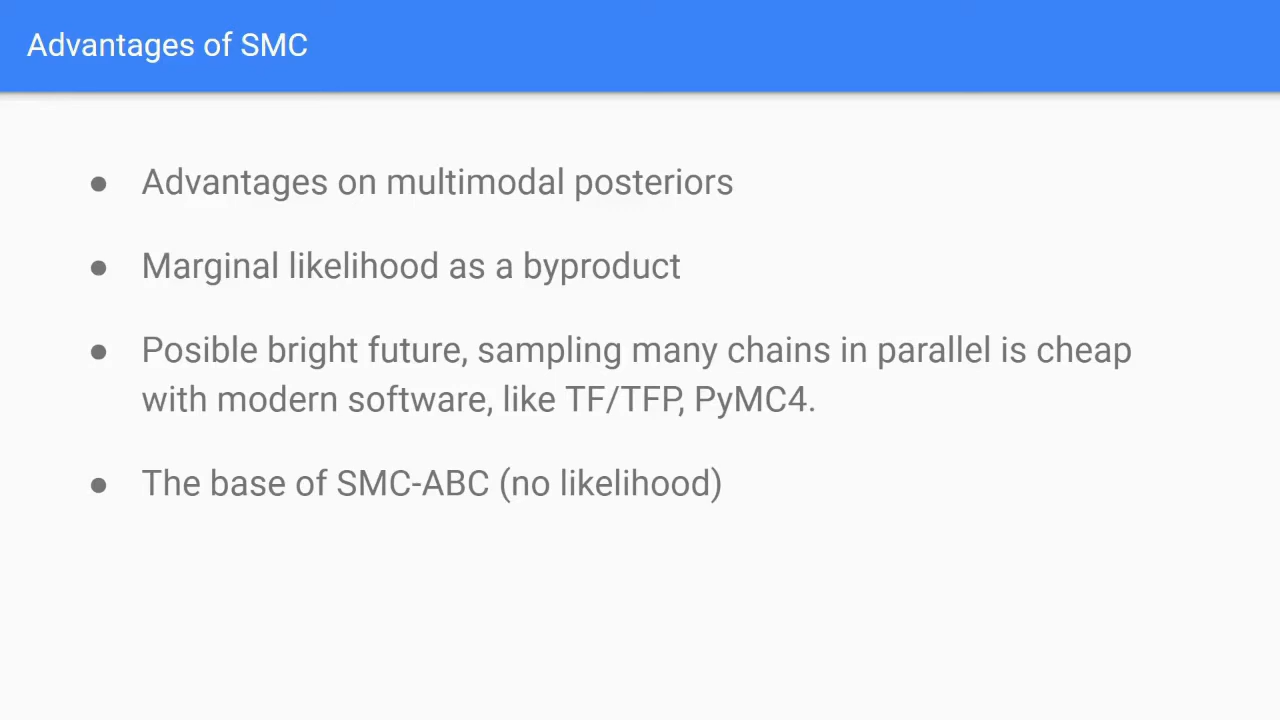 Advantages of SMC
● Advantages on multimodal posteriors
● Marginal likelihood as a byproduct
● Posible bright future, sampling many chains in parallel is cheap
with modern software, like TF/TFP, PyMC4.
● The base of SMC-ABC (no likelihood)